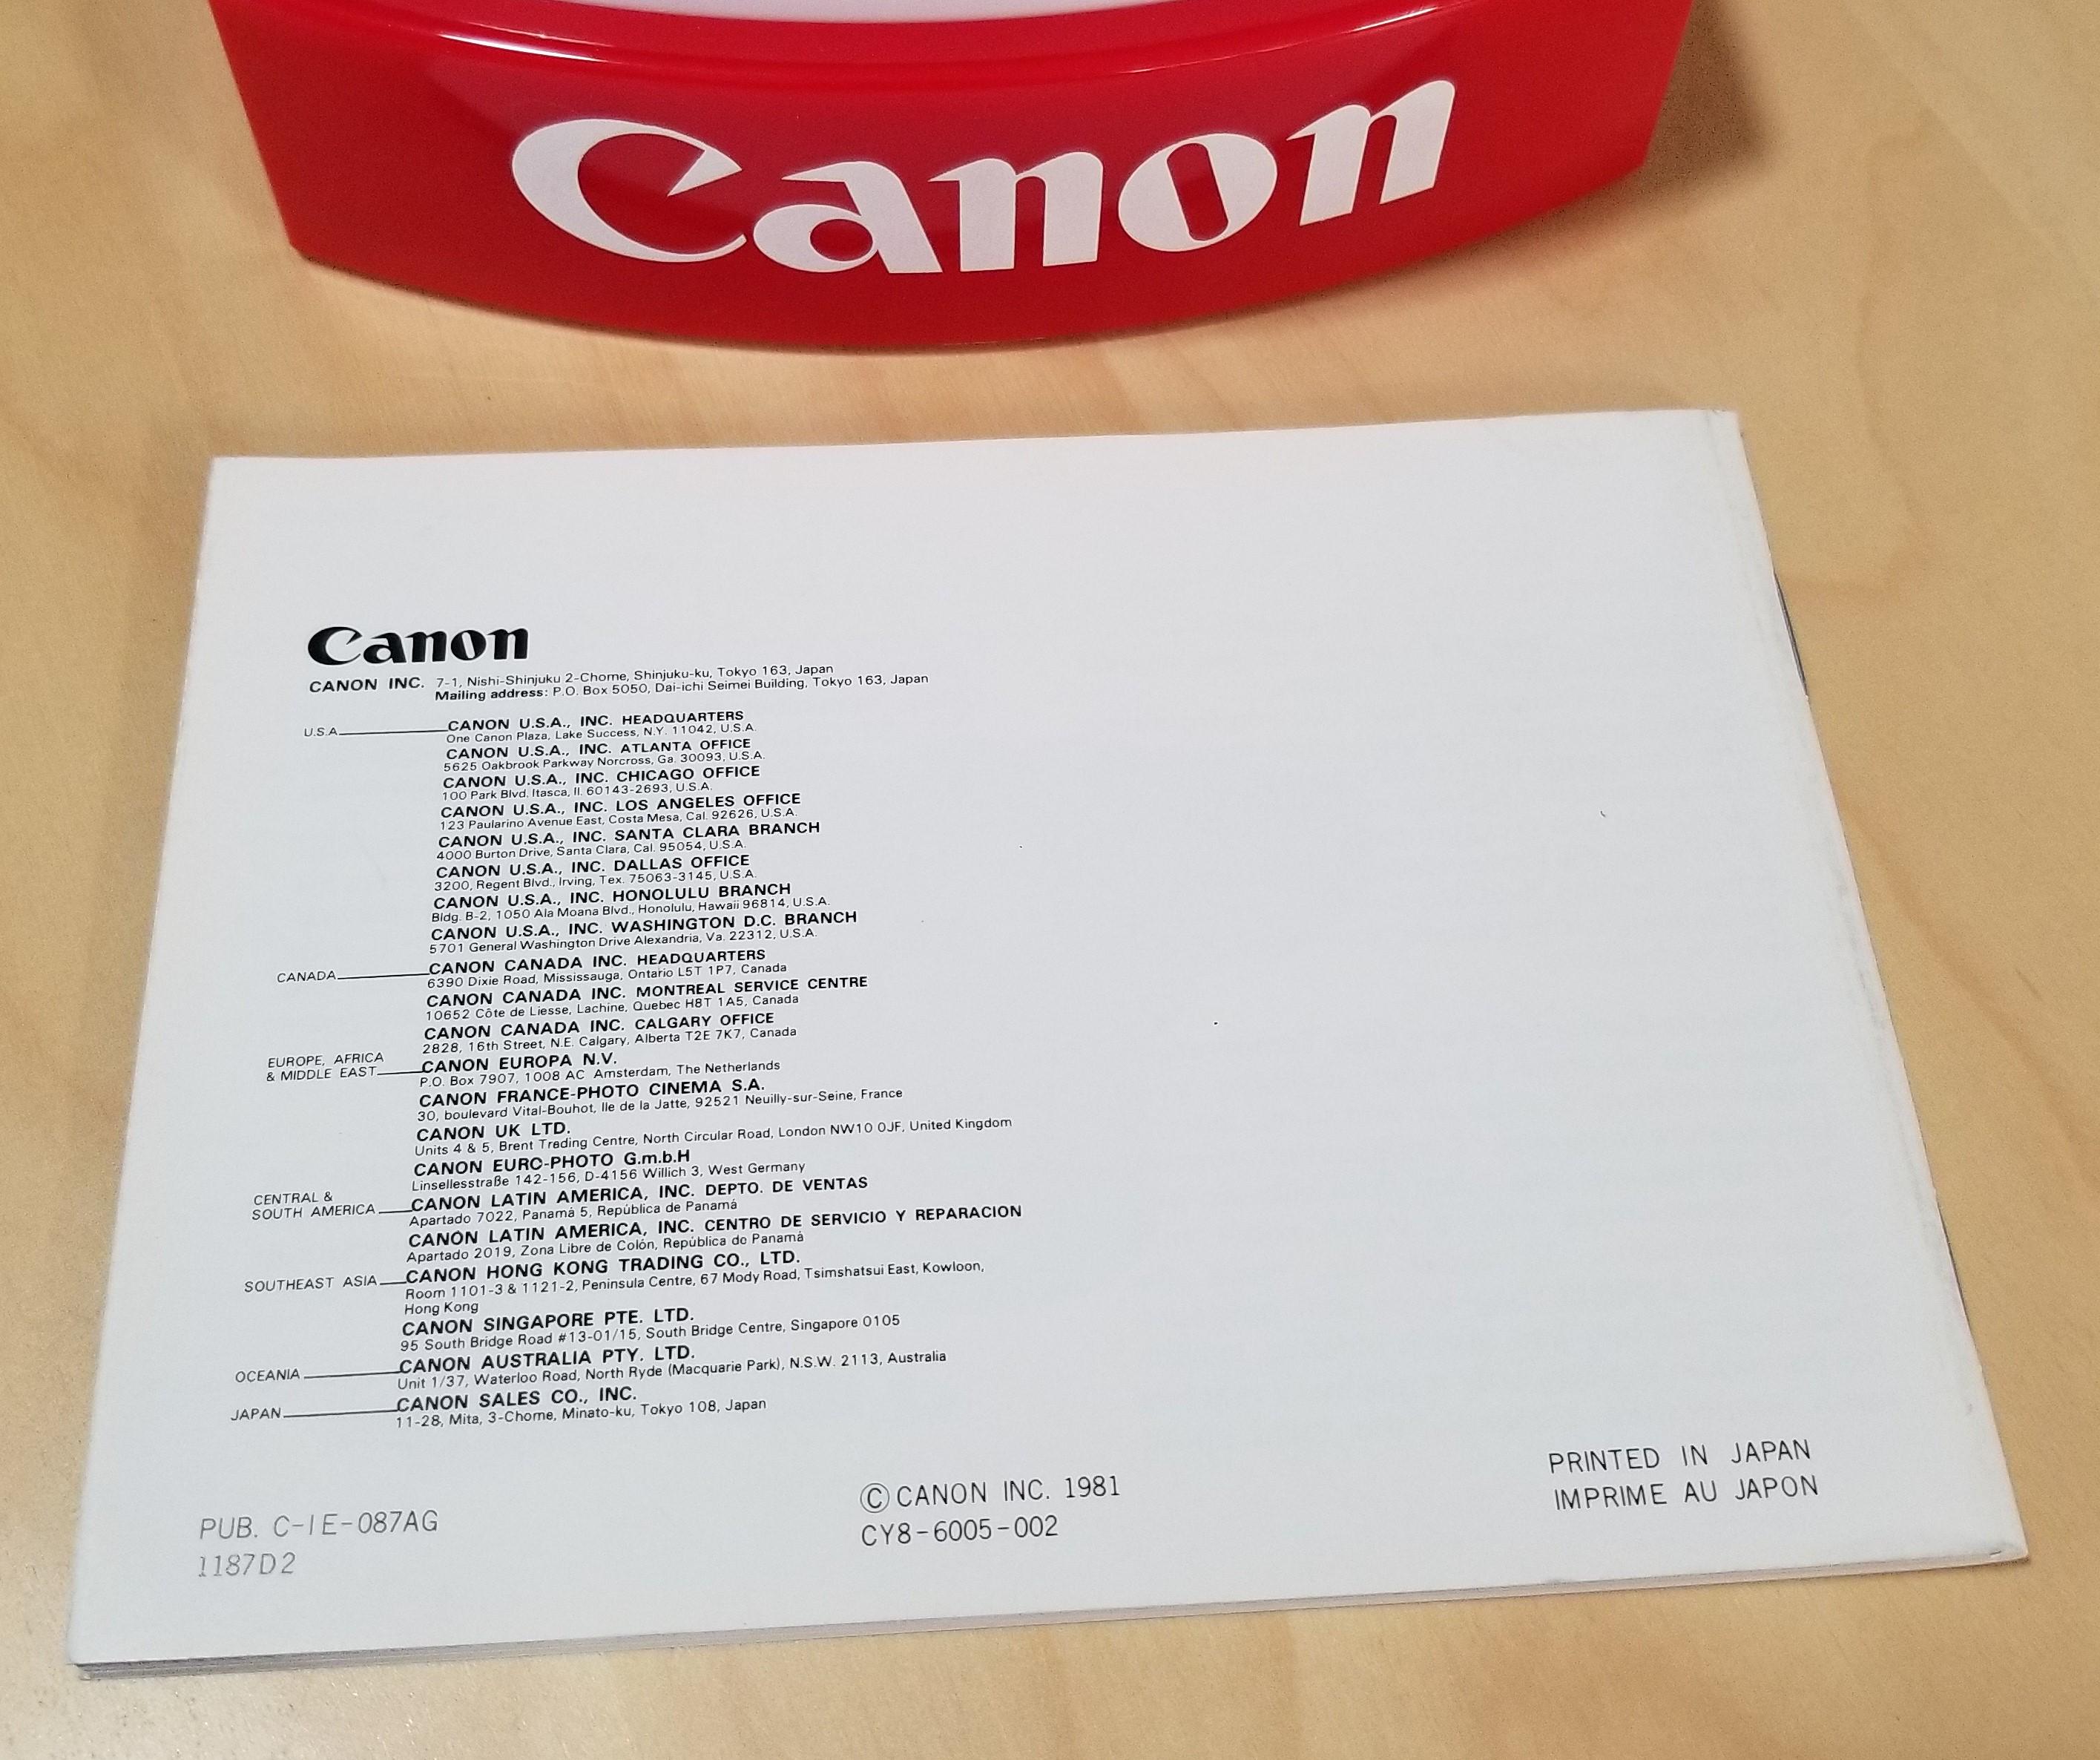 Canon
Canon
CANON INC. 7-1, Nishi-Shinjuku 2-Chome, Shinjuku-ku, Tokyo 163, Japan
Mailing address: P.O. Box 5050, Dai-ichi Seimei Building, Tokyo 163, Japan
U.S.A. CANON U.S.A., INC. HEADQUARTERS
One Canon Plaza, Lake Success, N.Y. 11042, U.S.A.
CANON U.S.A., INC. ATLANTA OFFICE
5625 Oakbrook Parkway Norcross, Ga. 30093, U.S.A.
CANON U.S.A., INC. CHICAGO OFFICE
100 Park Blvd. Itasca, Il. 60143-2693, U.S.A.
CANON U.S.A., INC. LOS ANGELES OFFICE
123 Paularino Avenue East, Costa Mesa, Cal. 92626, U.S.A.
CANON U.S.A., INC. SANTA CLARA BRANCH
4000 Burton Drive, Santa Clara, Cal. 95054, U.S.A.
CANON U.S.A., INC. DALLAS OFFICE
3200, Regent Blvd., Irving, Tex. 75063-3145, U.S.A.
CANON U.S.A., INC. HONOLULU BRANCH
Bldg. B-2, 1050 Ala Moana Blvd., Honolulu, Hawaii 96814, U.S.A.
CANON U.S.A., INC. WASHINGTON D.C. BRANCH
5701 General Washington Drive Alexandria, Va. 22312, U.S.A.
CANADA CANON CANADA INC. HEADQUARTERS
6390 Dixie Road, Mississauga, Ontario L5T 1P7, Canada
CANON CANADA INC. MONTREAL SERVICE CENTRE
10652 Côte de Liesse, Lachine, Quebec H8T 1A5, Canada
CANON CANADA INC. CALGARY OFFICE
2828, 16th Street, N.E. Calgary, Alberta T2E 7K7, Canada
EUROPE, AFRICA
& MIDDLE EAST CANON EUROPA N.V.
P.O. Box 7907, 1008 AC Amsterdam, The Netherlands
CANON FRANCE-PHOTO CINEMA S.A.
30, boulevard Vital-Bouhot, Ile de la Jatte, 92521 Neuilly-sur-Seine, France
CANON UK LTD.
Units 4 & 5, Brent Trading Centre, North Circular Road, London NW10 0JF, United Kingdom
CANON EURO-PHOTO G.m.b.H
Linsellesstraße 142-156, D-4156 Willich 3, West Germany
CENTRAL &
SOUTH AMERICA CANON LATIN AMERICA, INC. DEPTO. DE VENTAS
Apartado 7022, Panamá 5, República de Panamá
CANON LATIN AMERICA, INC. CENTRO DE SERVICIO Y REPARACION
Apartado 2019, Zona Libre de Colón, República de Panamá
SOUTHEAST ASIA CANON HONG KONG TRADING CO., LTD.
Room 1101-3 & 1121-2, Peninsula Centre, 67 Mody Road, Tsimshatsui East, Kowloon,
Hong Kong
CANON SINGAPORE PTE. LTD.
95 South Bridge Road #13-01/15, South Bridge Centre, Singapore 0105
OCEANIA CANON AUSTRALIA PTY. LTD.
Unit 1/37, Waterloo Road, North Ryde (Macquarie Park), N.S.W. 2113, Australia
JAPAN CANON SALES CO., INC.
11-28, Mita, 3-Chome, Minato-ku, Tokyo 108, Japan
PUB. C-IE-087AG
1187D2
© CANON INC. 1981
CY8-6005-002
PRINTED IN JAPAN
IMPRIME AU JAPON